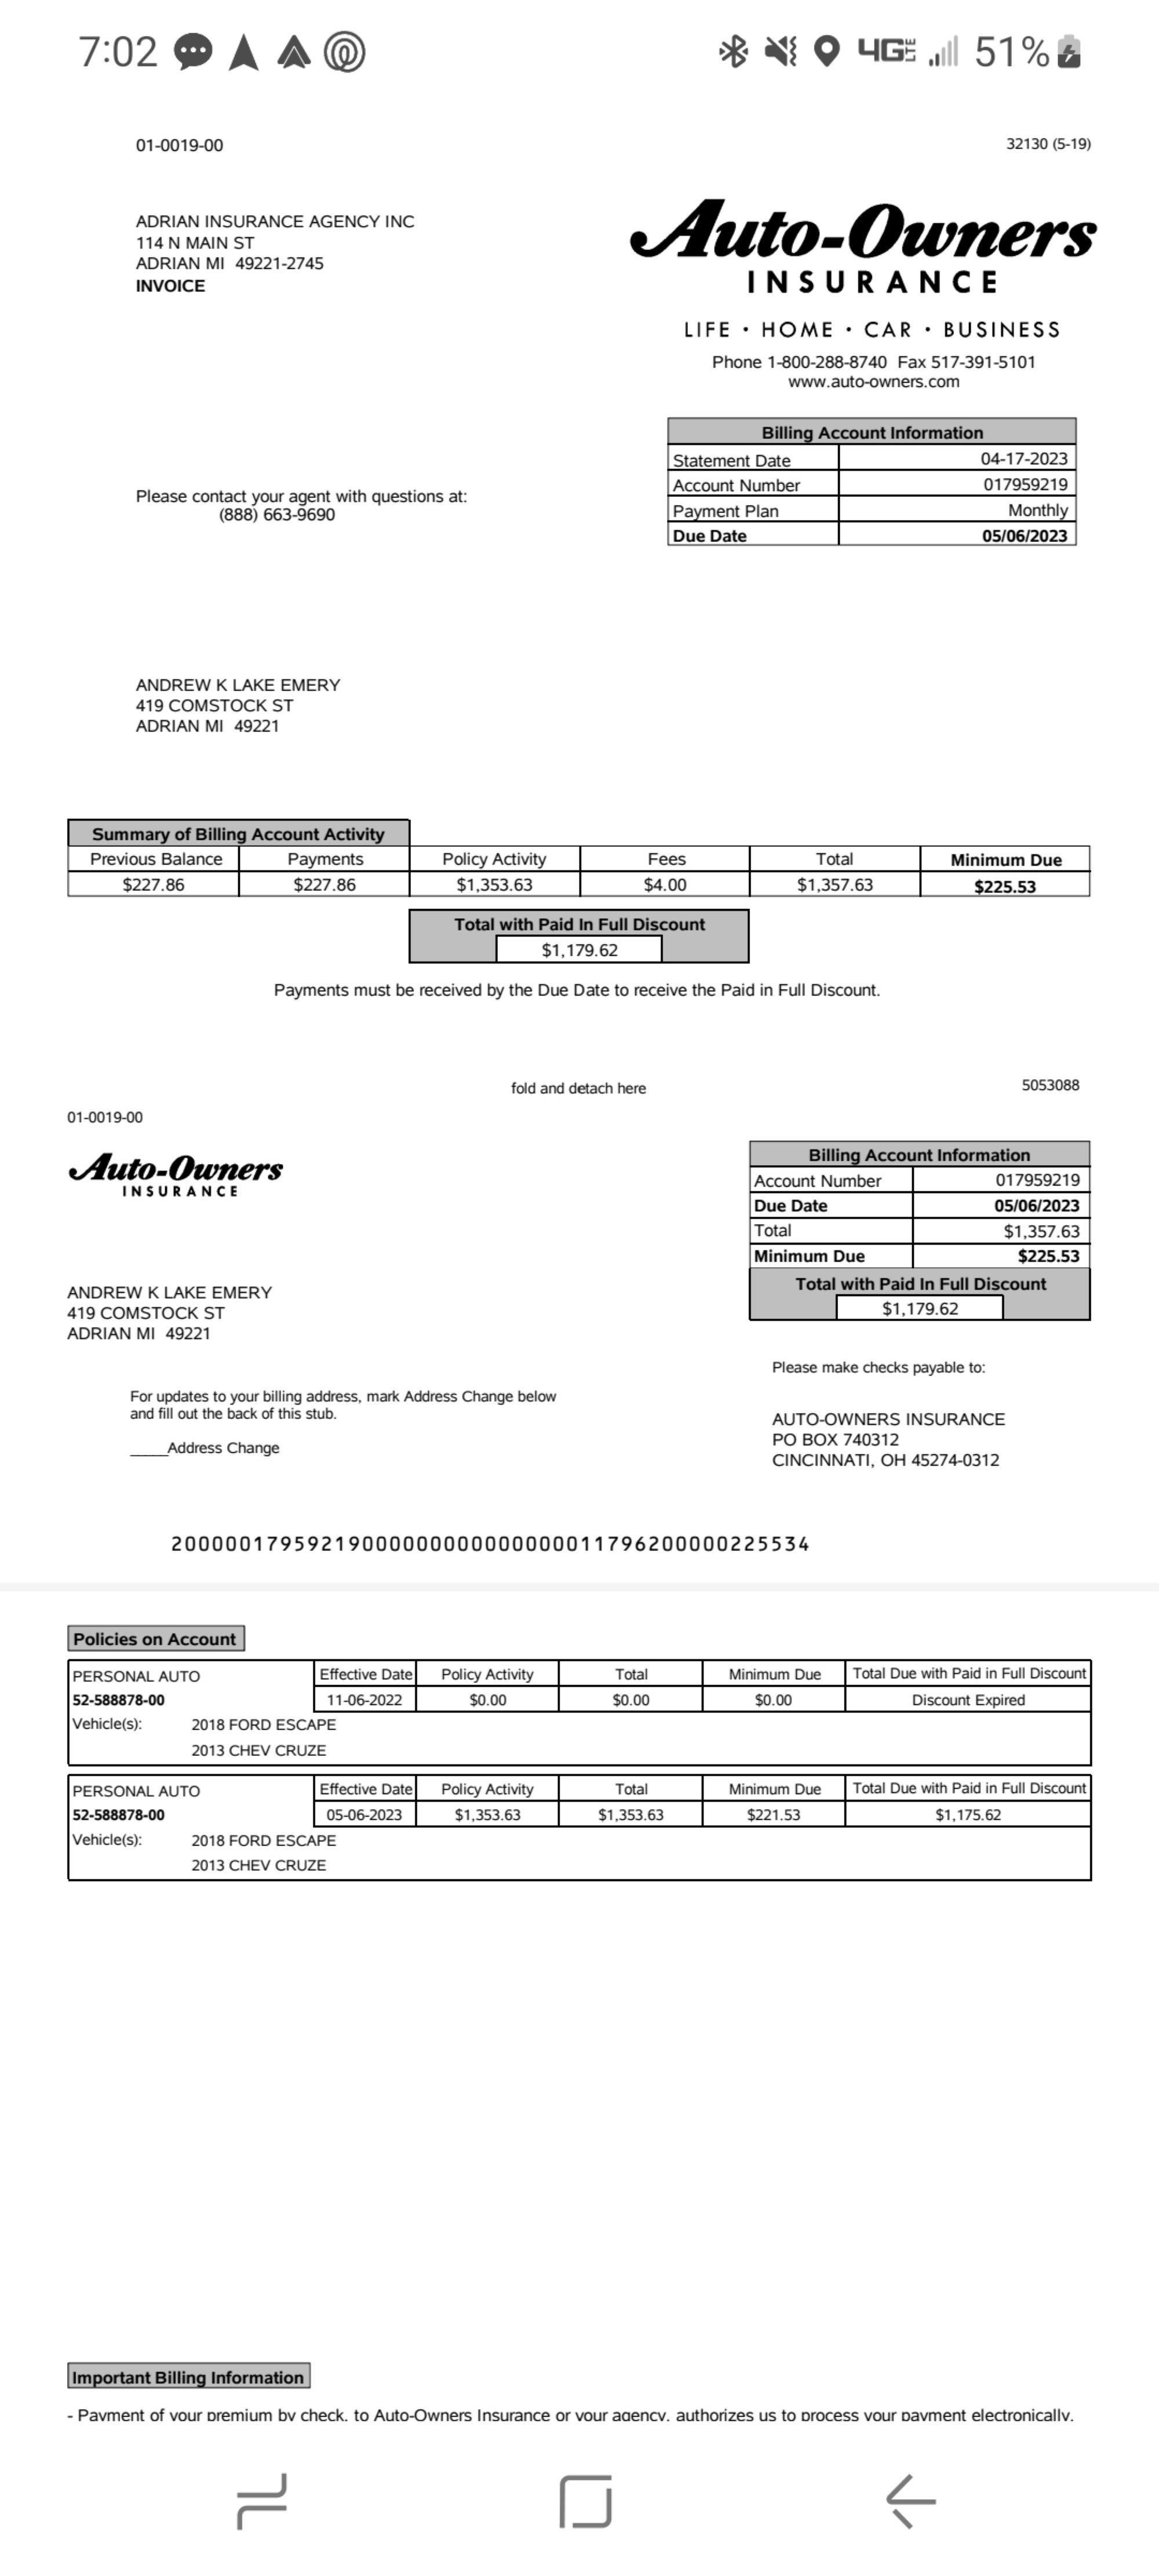 7:02 4G LTE 51%
01-0019-00 32130 (5-19)
ADRIAN INSURANCE AGENCY INC
114 N MAIN ST
ADRIAN MI 49221-2745
INVOICE
Auto-Owners
INSURANCE
LIFE • HOME • CAR • BUSINESS
Phone 1-800-288-8740 Fax 517-391-5101
www.auto-owners.com
Billing Account Information
Statement Date 04-17-2023
Account Number 017959219
Payment Plan Monthly
Due Date 05/06/2023
Please contact your agent with questions at:
(888) 663-9690
ANDREW K LAKE EMERY
419 COMSTOCK ST
ADRIAN MI 49221
Summary of Billing Account Activity
Previous Balance Payments Policy Activity Fees Total Minimum Due
$227.86 $227.86 $1,353.63 $4.00 $1,357.63 $225.53
Total with Paid In Full Discount
$1,179.62
Payments must be received by the Due Date to receive the Paid in Full Discount.
fold and detach here 5053088
01-0019-00
Auto-Owners
INSURANCE
Billing Account Information
Account Number 017959219
Due Date 05/06/2023
Total $1,357.63
Minimum Due $225.53
Total with Paid In Full Discount
$1,179.62
ANDREW K LAKE EMERY
419 COMSTOCK ST
ADRIAN MI 49221
Please make checks payable to:
For updates to your billing address, mark Address Change below
and fill out the back of this stub.
_____Address Change
AUTO-OWNERS INSURANCE
PO BOX 740312
CINCINNATI, OH 45274-0312
2000001795921900000000000000011796200000225534
Policies on Account
PERSONAL AUTO Effective Date Policy Activity Total Minimum Due Total Due with Paid in Full Discount
52-588878-00 11-06-2022 $0.00 $0.00 $0.00 Discount Expired
Vehicle(s): 2018 FORD ESCAPE
2013 CHEV CRUZE
PERSONAL AUTO Effective Date Policy Activity Total Minimum Due Total Due with Paid in Full Discount
52-588878-00 05-06-2023 $1,353.63 $1,353.63 $221.53 $1,175.62
Vehicle(s): 2018 FORD ESCAPE
2013 CHEV CRUZE
Important Billing Information
- Payment of your premium by check, to Auto-Owners Insurance or your agency, authorizes us to process your payment electronically.